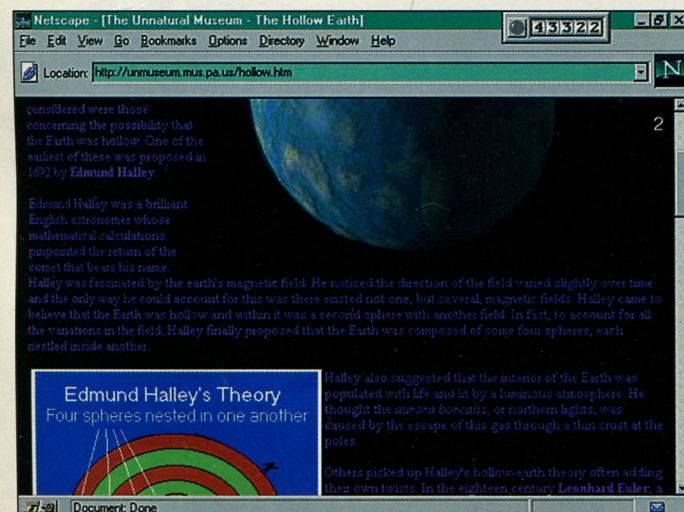 Netscape - [The Unnatural Museum - The Hollow Earth]
43322
File Edit View Go Bookmarks Options Directory Window Help
Location: http://unmuseum.mus.pa.us/hollow.htm
N
2
considered were those
concerning the possibility that
the Earth was hollow. One of the
earliest of these was proposed in
1692 by Edmund Halley.
Edmund Halley was a brilliant
English astronomer whose
mathematical calculations
pinpointed the return of the
comet that bears his name.
Halley was fascinated by the earth's magnetic field. He noticed the direction of the field varied slightly over time
and the only way he could account for this was there existed not one, but several, magnetic fields. Halley came to
believe that the Earth was hollow and within it was a second sphere with another field. In fact, to account for all
the variations in the field, Halley finally proposed that the Earth was composed of some four spheres, each
nestled inside another.
Edmund Halley's Theory
Four spheres nested in one another
Halley also suggested that the interior of the Earth was
populated with life and lit by a luminous atmosphere. He
thought the aurora borealis, or northern lights, was
caused by the escape of this gas through a thin crust at the
poles.
Others picked up Halley's hollow-earth theory often adding
their own twists. In the eighteen century Leonhard Euler, a
Document: Done